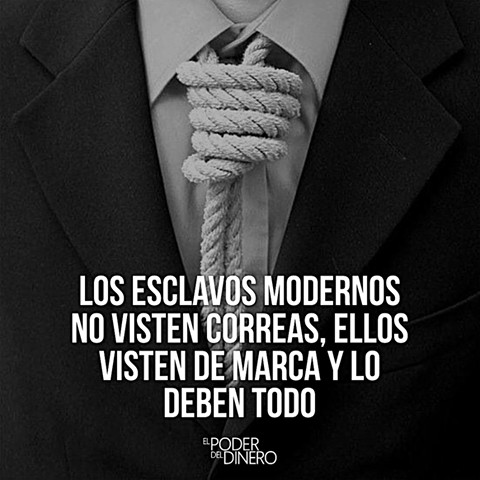 LOS ESCLAVOS MODERNOS
NO VISTEN CORREAS, ELLOS
VISTEN DE MARCA Y LO
DEBEN TODO
EL PODER
DEL DINERO